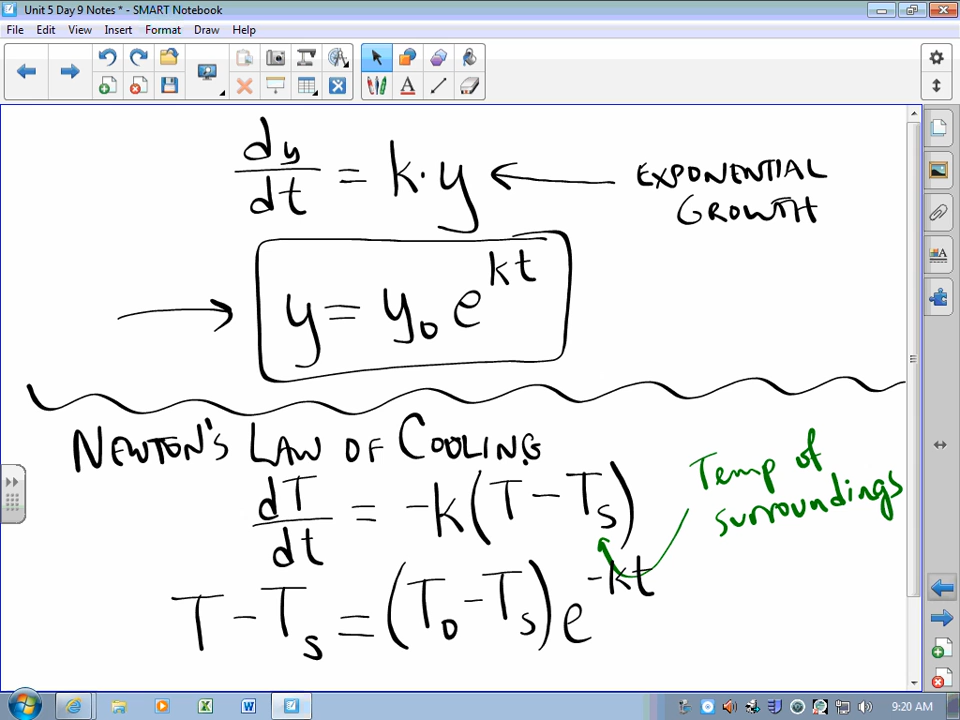 Unit 5 Day 9 Notes * - SMART Notebook
File Edit View Insert Format Draw Help
dy/dt = k·y ← EXPONENTIAL
GROWTH
→ y = y₀e^(kt)
NEWTON'S LAW OF COOLING
dT/dt = -k(T - Tₛ)
Temp of
surroundings
T - Tₛ = (T₀ - Tₛ)e^(-kt)
9:20 AM